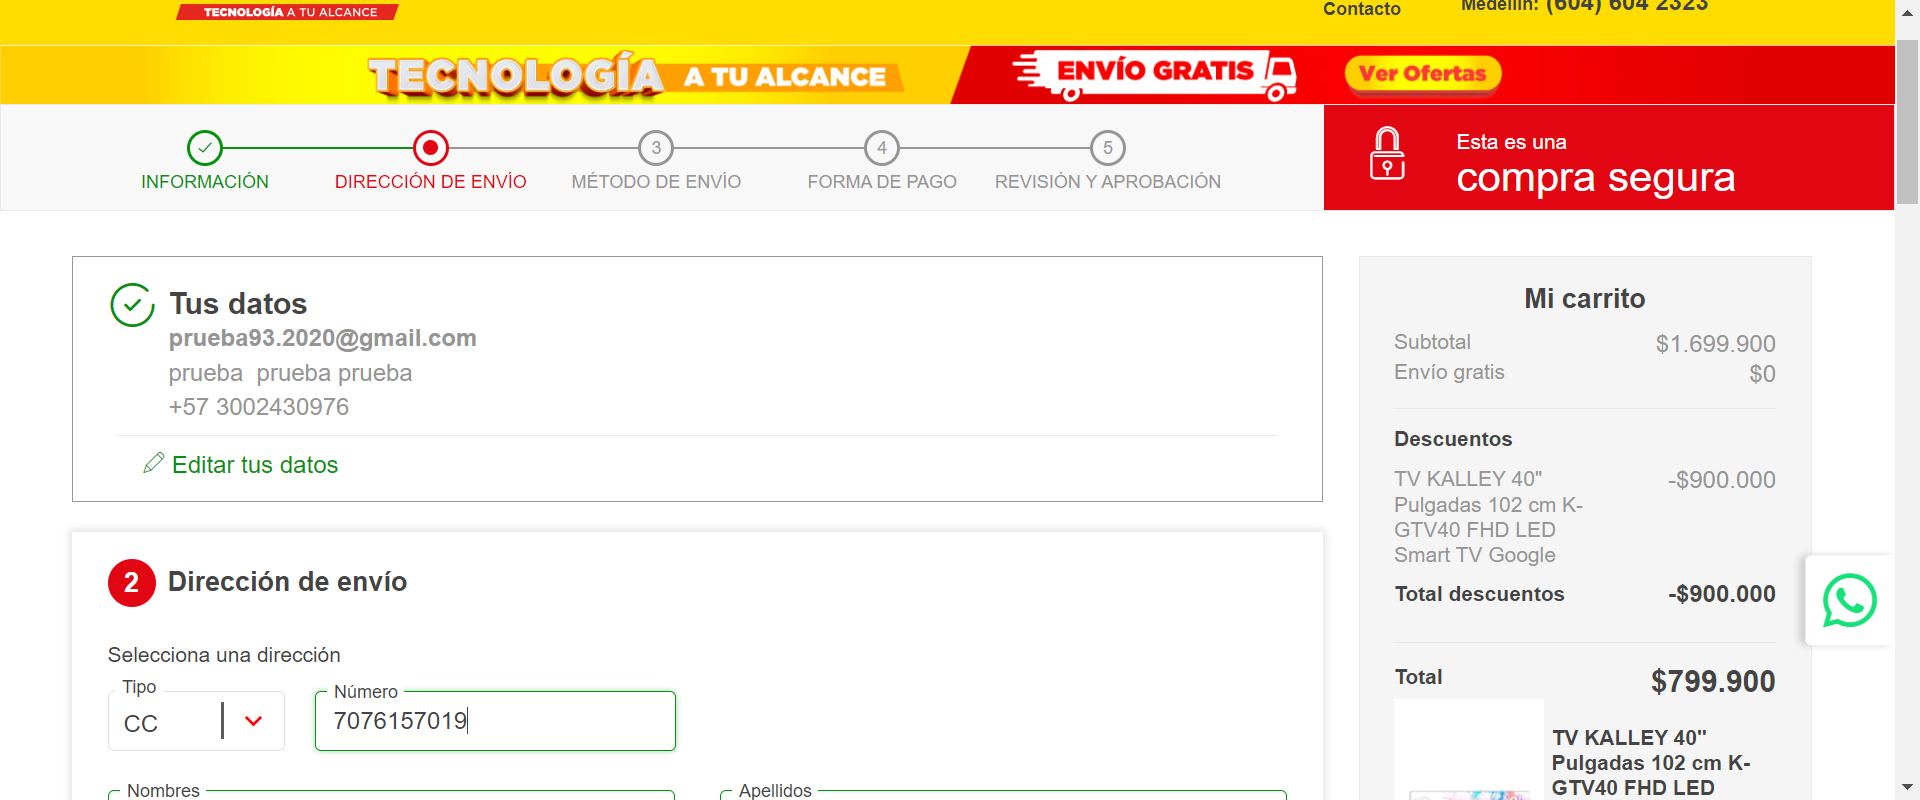 TECNOLOGÍA A TU ALCANCE
Contacto
Medellín: (604) 604 2323
TECNOLOGÍA A TU ALCANCE
ENVÍO GRATIS
Ver Ofertas
3
4
5
INFORMACIÓN
DIRECCIÓN DE ENVÍO
MÉTODO DE ENVÍO
FORMA DE PAGO
REVISIÓN Y APROBACIÓN
Esta es una
compra segura
Tus datos
prueba93.2020@gmail.com
prueba  prueba prueba
+57 3002430976
Editar tus datos
2 Dirección de envío
Selecciona una dirección
Tipo
CC
Número
7076157019
Nombres
Apellidos
Mi carrito
Subtotal $1.699.900
Envío gratis $0
Descuentos
TV KALLEY 40" -$900.000
Pulgadas 102 cm K-
GTV40 FHD LED
Smart TV Google
Total descuentos -$900.000
Total $799.900
TV KALLEY 40"
Pulgadas 102 cm K-
GTV40 FHD LED